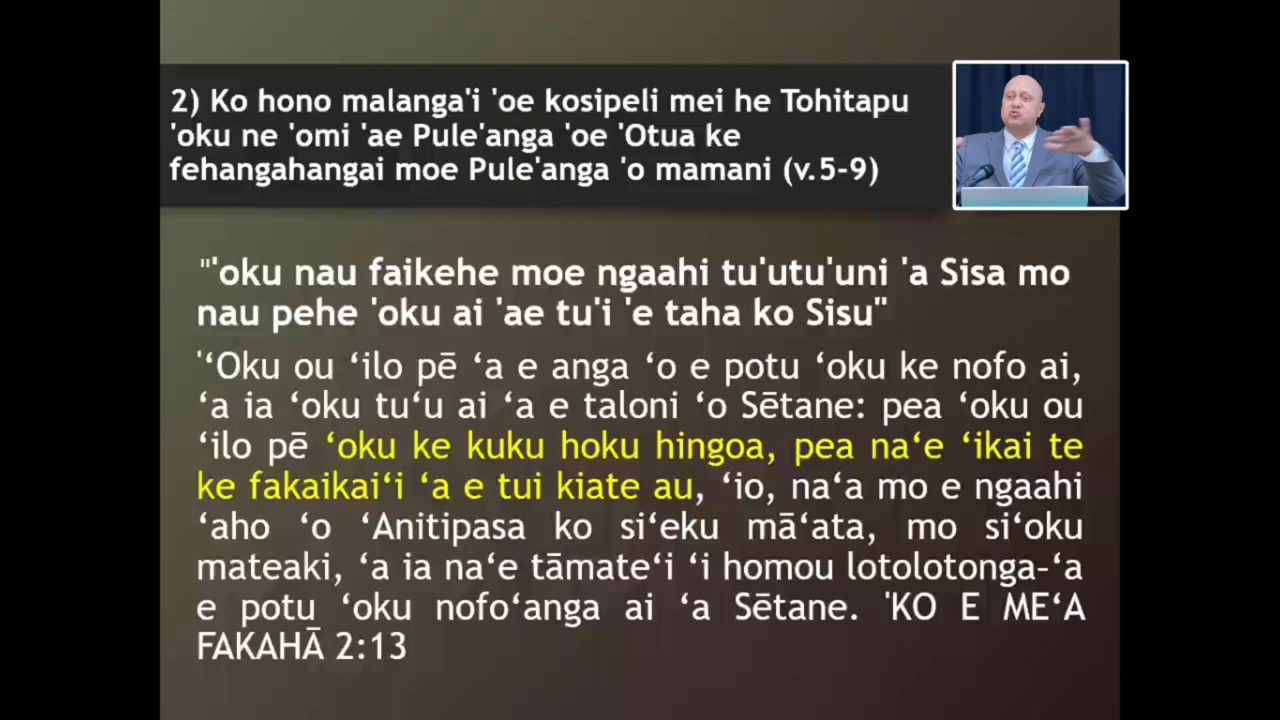 2) Ko hono malanga'i 'oe kosipeli mei he Tohitapu
'oku ne 'omi 'ae Pule'anga 'oe 'Otua ke
fehangahangai moe Pule'anga 'o mamani (v.5-9)
"'oku nau faikehe moe ngaahi tu'utu'uni 'a Sisa mo
nau pehe 'oku ai 'ae tu'i 'e taha ko Sisu"
'‘Oku ou ‘ilo pē ‘a e anga ‘o e potu ‘oku ke nofo ai,
‘a ia ‘oku tu‘u ai ‘a e taloni ‘o Sētane: pea ‘oku ou
‘ilo pē ‘oku ke kuku hoku hingoa, pea na‘e ‘ikai te
ke fakaikai‘i ‘a e tui kiate au, ‘io, na‘a mo e ngaahi
‘aho ‘o ‘Anitipasa ko si‘eku mā‘ata, mo si‘oku
mateaki, ‘a ia na‘e tāmate‘i ‘i homou lotolotonga-‘a
e potu ‘oku nofo‘anga ai ‘a Sētane. 'KO E ME‘A
FAKAHĀ 2:13